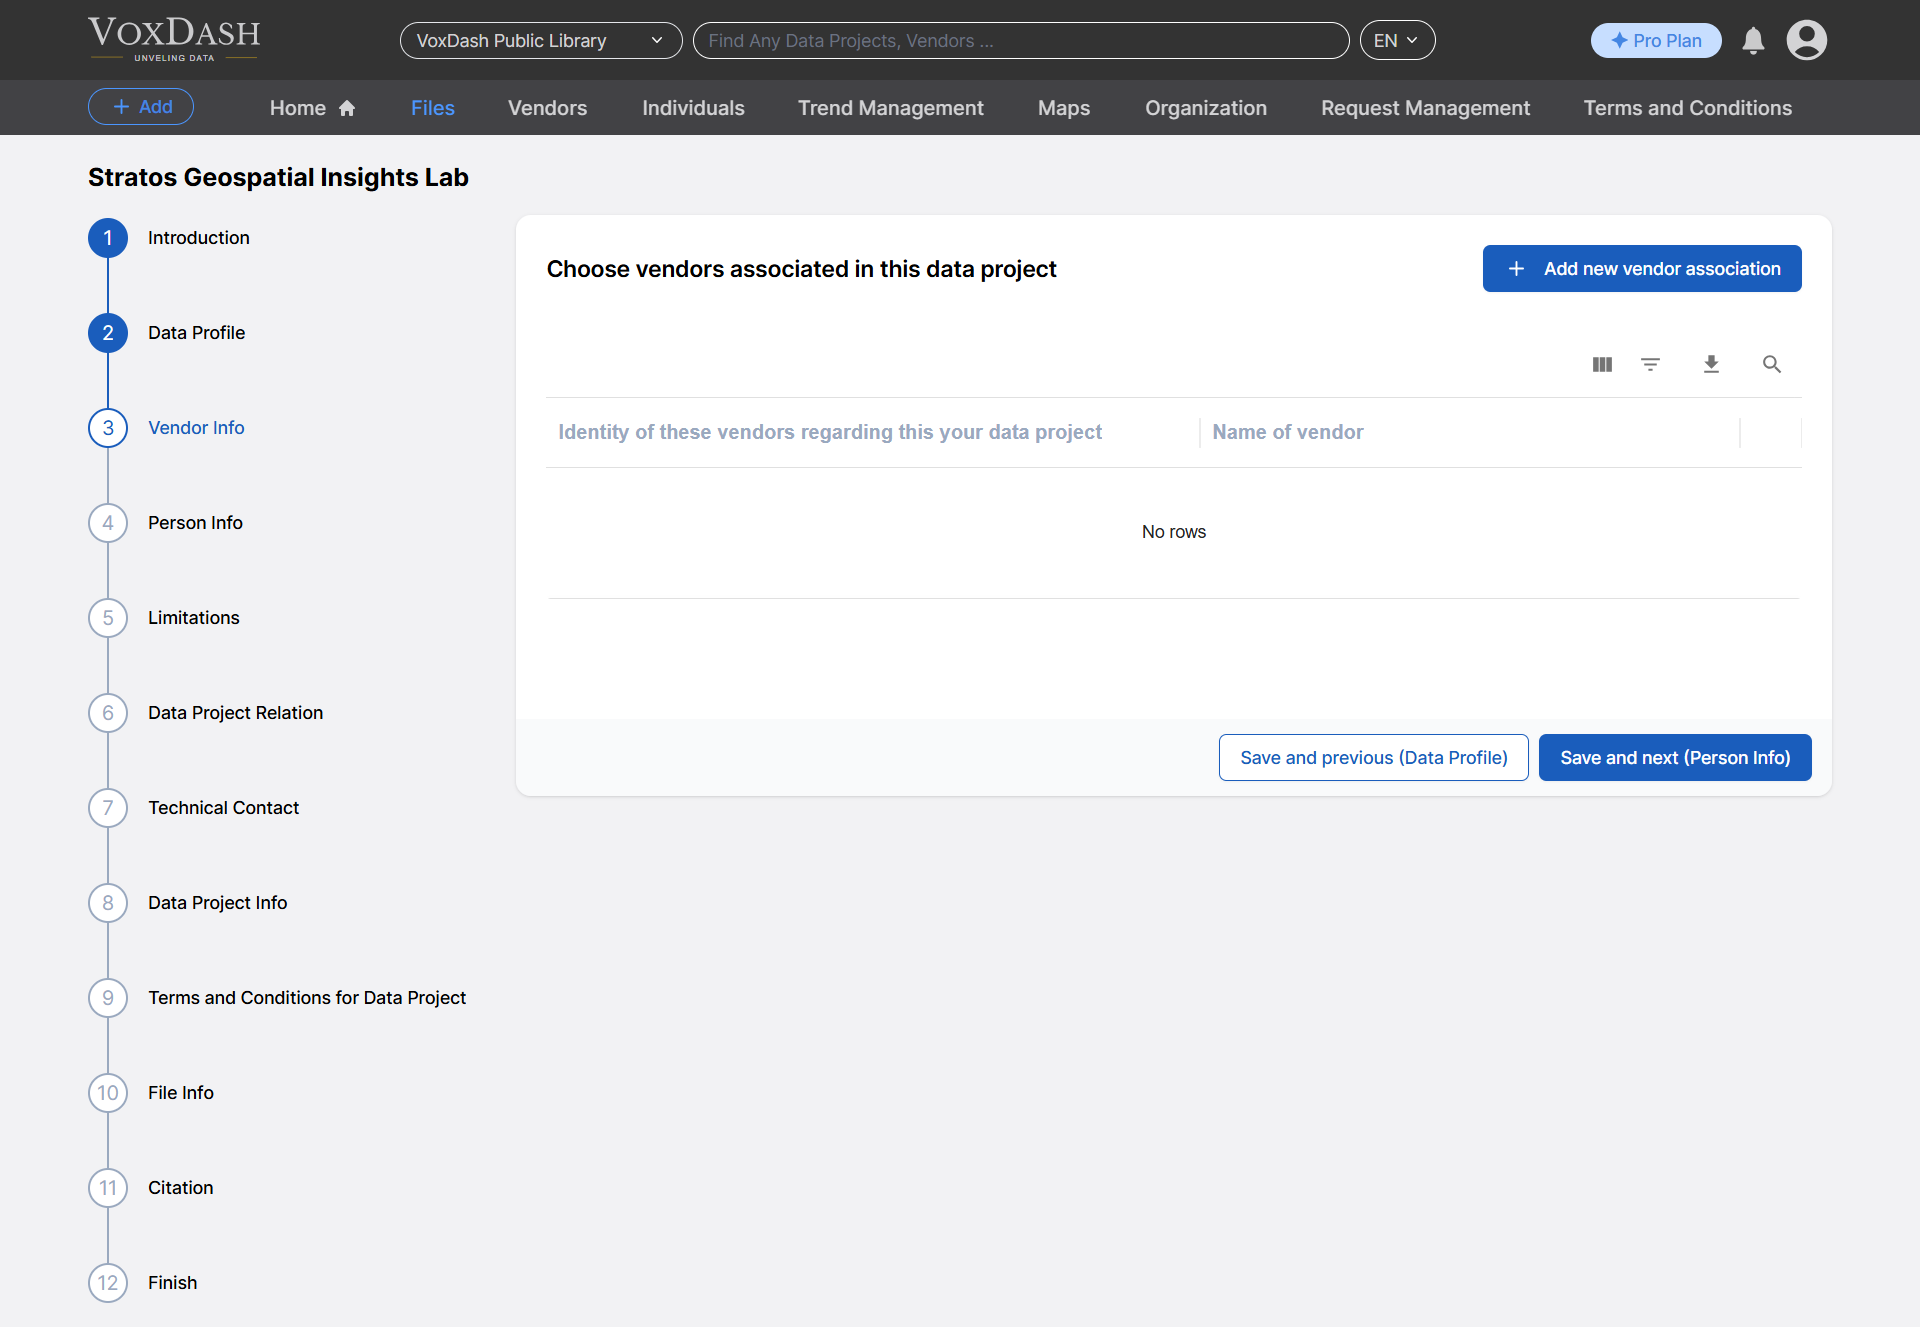 VOXDASH
UNVELING DATA
VoxDash Public Library
Find Any Data Projects, Vendors ...
EN
Pro Plan
Add
Home
Files
Vendors
Individuals
Trend Management
Maps
Organization
Request Management
Terms and Conditions
Stratos Geospatial Insights Lab
1 Introduction
2 Data Profile
3 Vendor Info
4 Person Info
5 Limitations
6 Data Project Relation
7 Technical Contact
8 Data Project Info
9 Terms and Conditions for Data Project
10 File Info
11 Citation
12 Finish
Choose vendors associated in this data project
Add new vendor association
Identity of these vendors regarding this your data project
Name of vendor
No rows
Save and previous (Data Profile)
Save and next (Person Info)